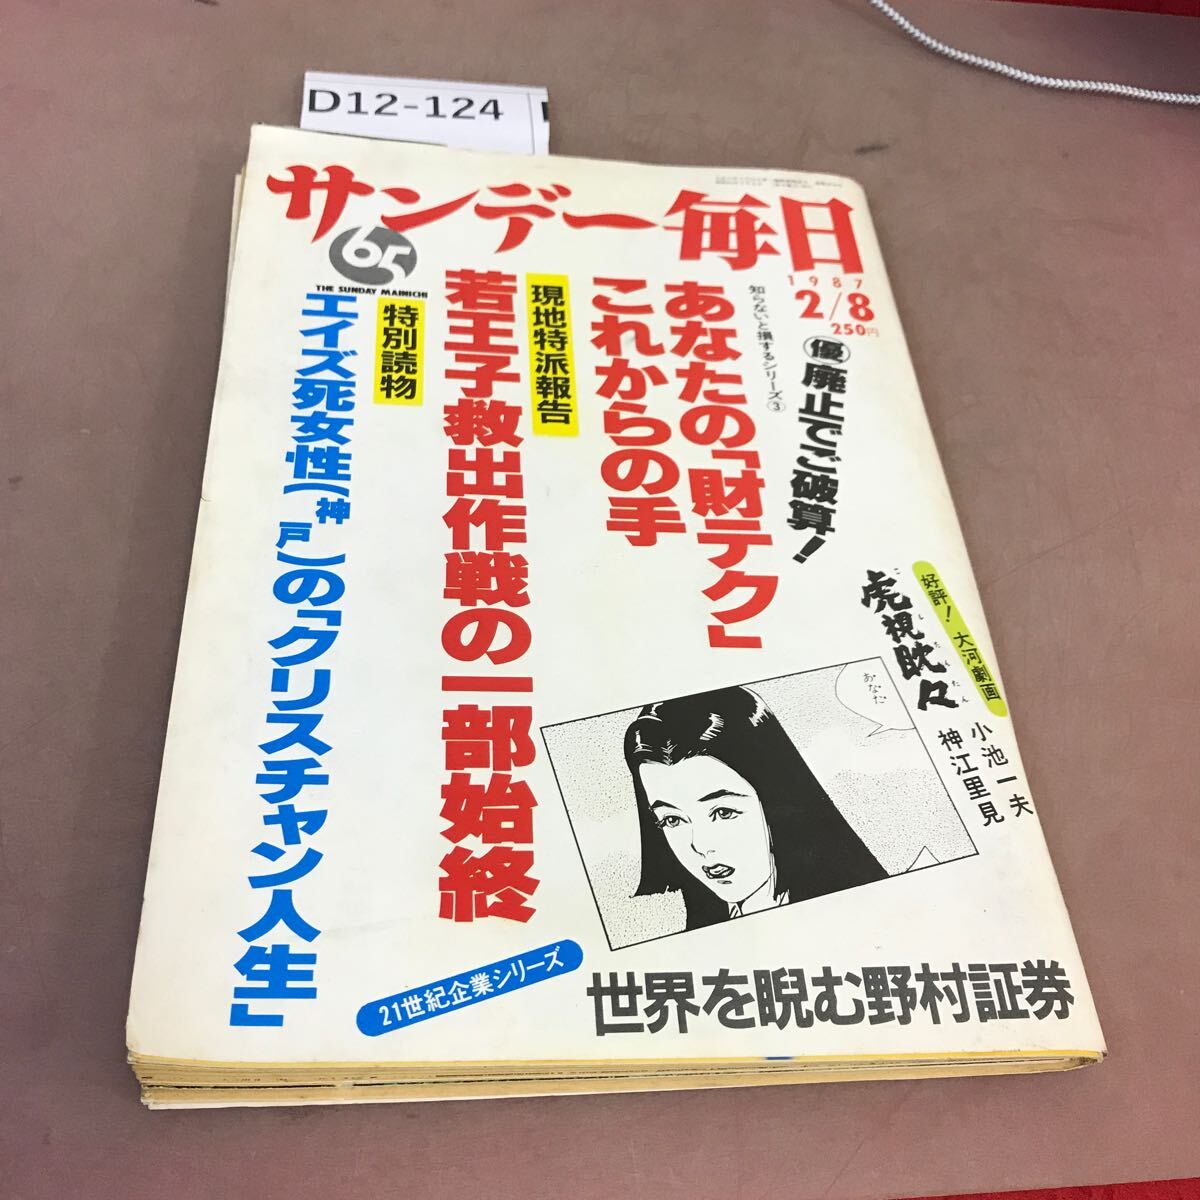 D12-124
サンデー毎日
65
THE SUNDAY MAINICHI
1987
2/8
250円
㊝廃止でご破算!
知らないと損するシリーズ③
あなたの「財テク」
これからの手
現地特派報告
若王子救出作戦の一部始終
特別読物
エイズ死女性(神戸)の「クリスチャン人生」
好評! 大河劇画
虎視眈々
こしたんたん
小池一夫
神江里見
あなた
21世紀企業シリーズ
世界を睨む野村証券